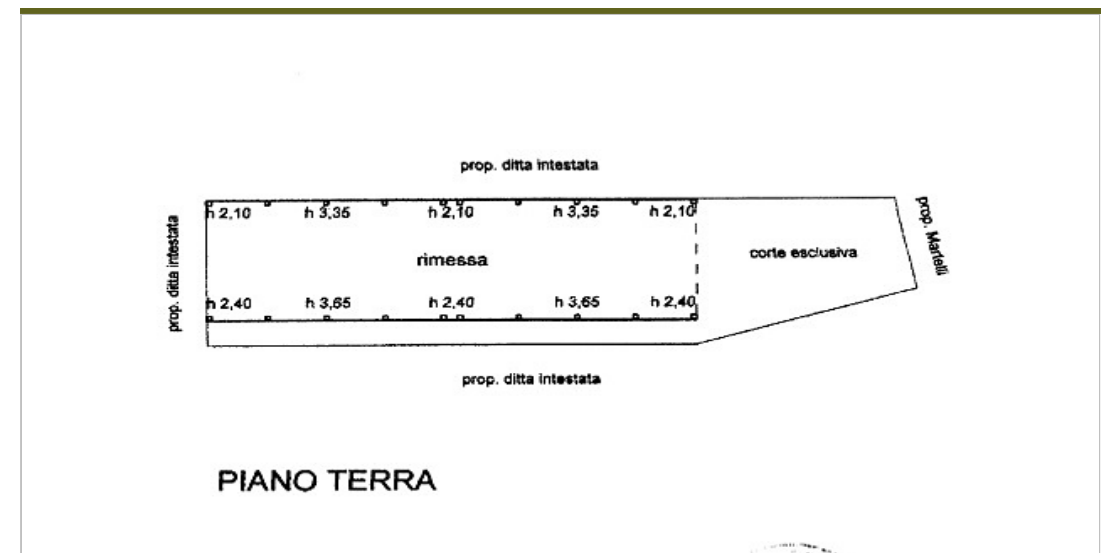 prop. ditta intestata
h 2,10 h 3,35 h 2,10 h 3,35 h 2,10
prop. ditta intestata
rimessa
corte esclusiva
prop. Martelli
h 2,40 h 3,65 h 2,40 h 3,65 h 2,40
prop. ditta intestata
PIANO TERRA